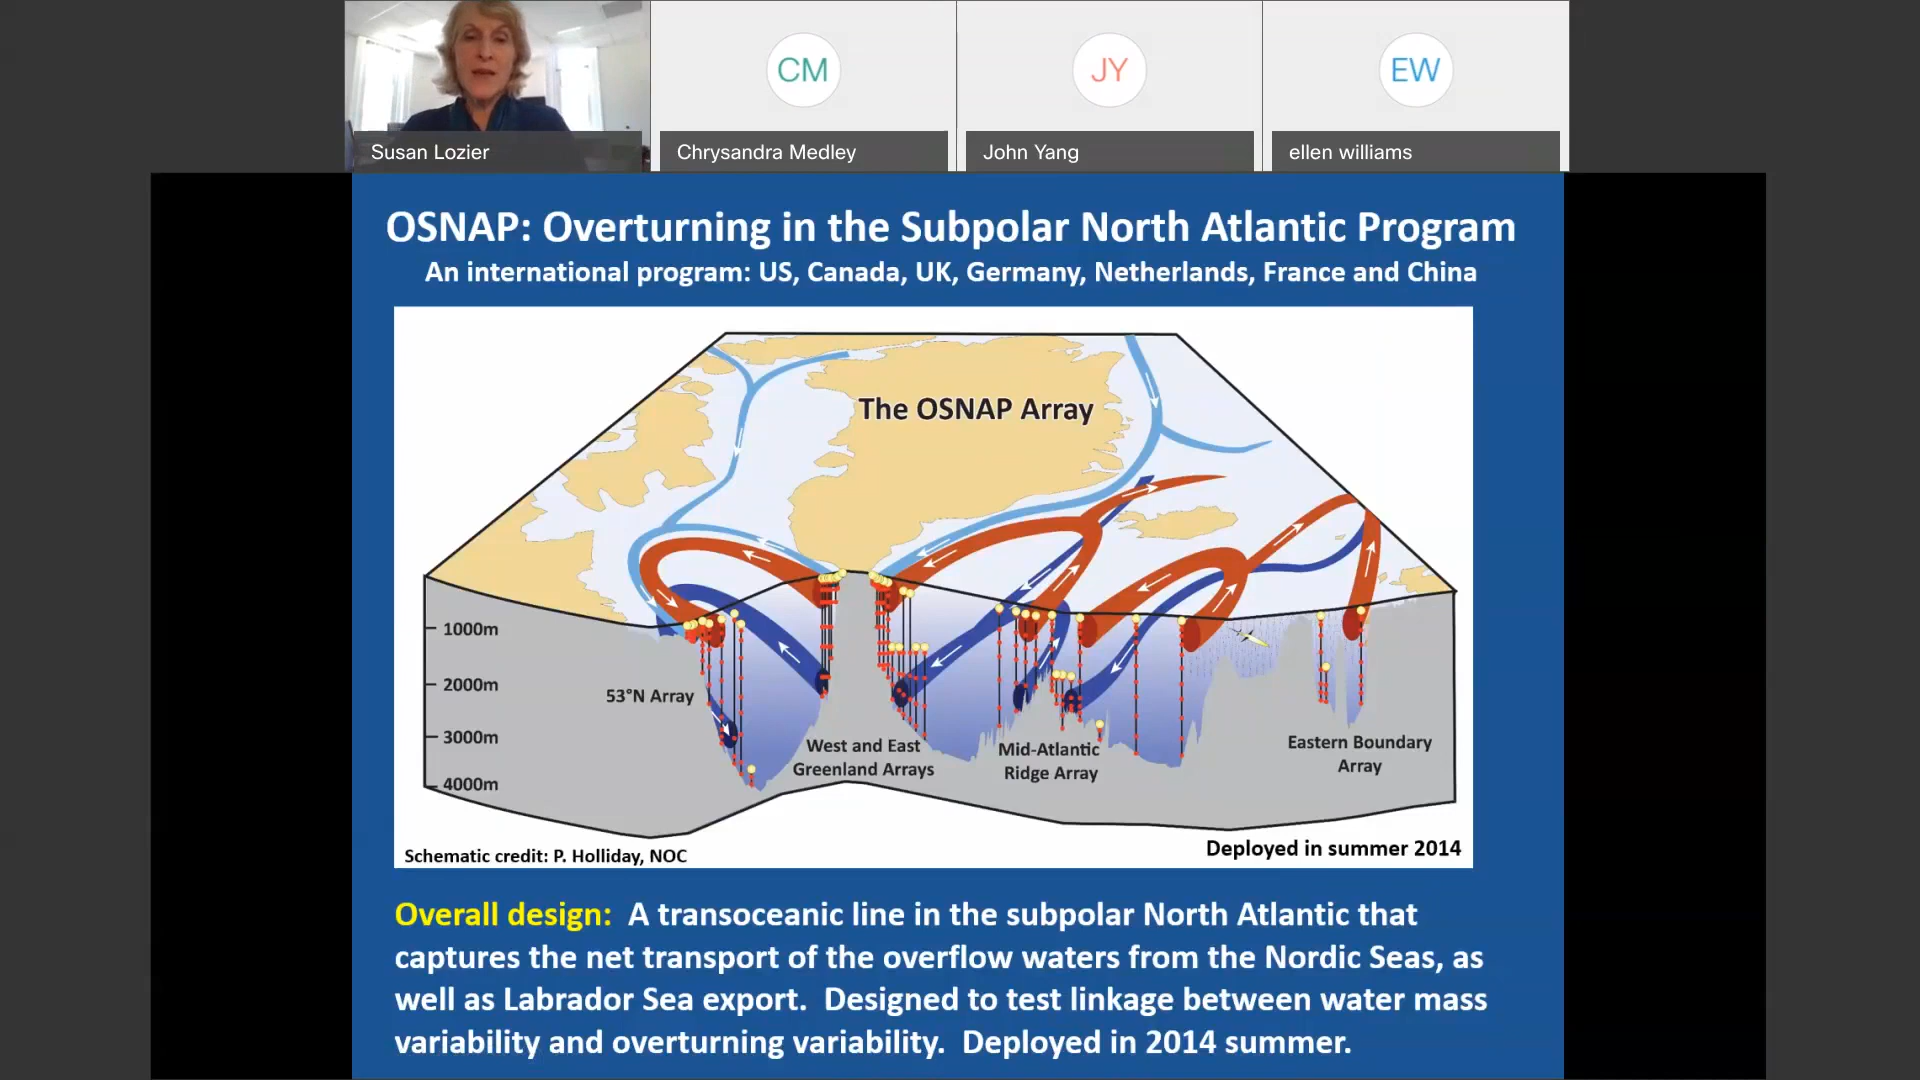 CM
JY
EW
Susan Lozier
Chrysandra Medley
John Yang
ellen williams
OSNAP: Overturning in the Subpolar North Atlantic Program
An international program: US, Canada, UK, Germany, Netherlands, France and China
The OSNAP Array
1000m
2000m
3000m
4000m
53°N Array
West and East
Greenland Arrays
Mid-Atlantic
Ridge Array
Eastern Boundary
Array
Schematic credit: P. Holliday, NOC
Deployed in summer 2014
Overall design: A transoceanic line in the subpolar North Atlantic that
captures the net transport of the overflow waters from the Nordic Seas, as
well as Labrador Sea export. Designed to test linkage between water mass
variability and overturning variability. Deployed in 2014 summer.